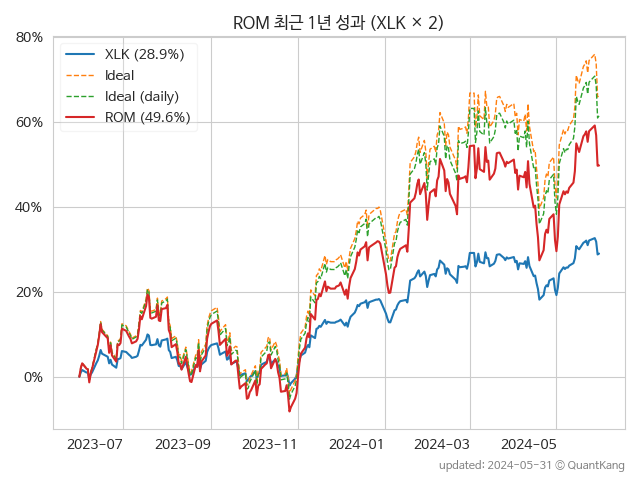 ROM 최근 1년 성과 (XLK × 2)
80%
60%
40%
20%
0%
XLK (28.9%)
Ideal
Ideal (daily)
ROM (49.6%)
2023-07 2023-09 2023-11 2024-01 2024-03 2024-05
updated: 2024-05-31 © QuantKang